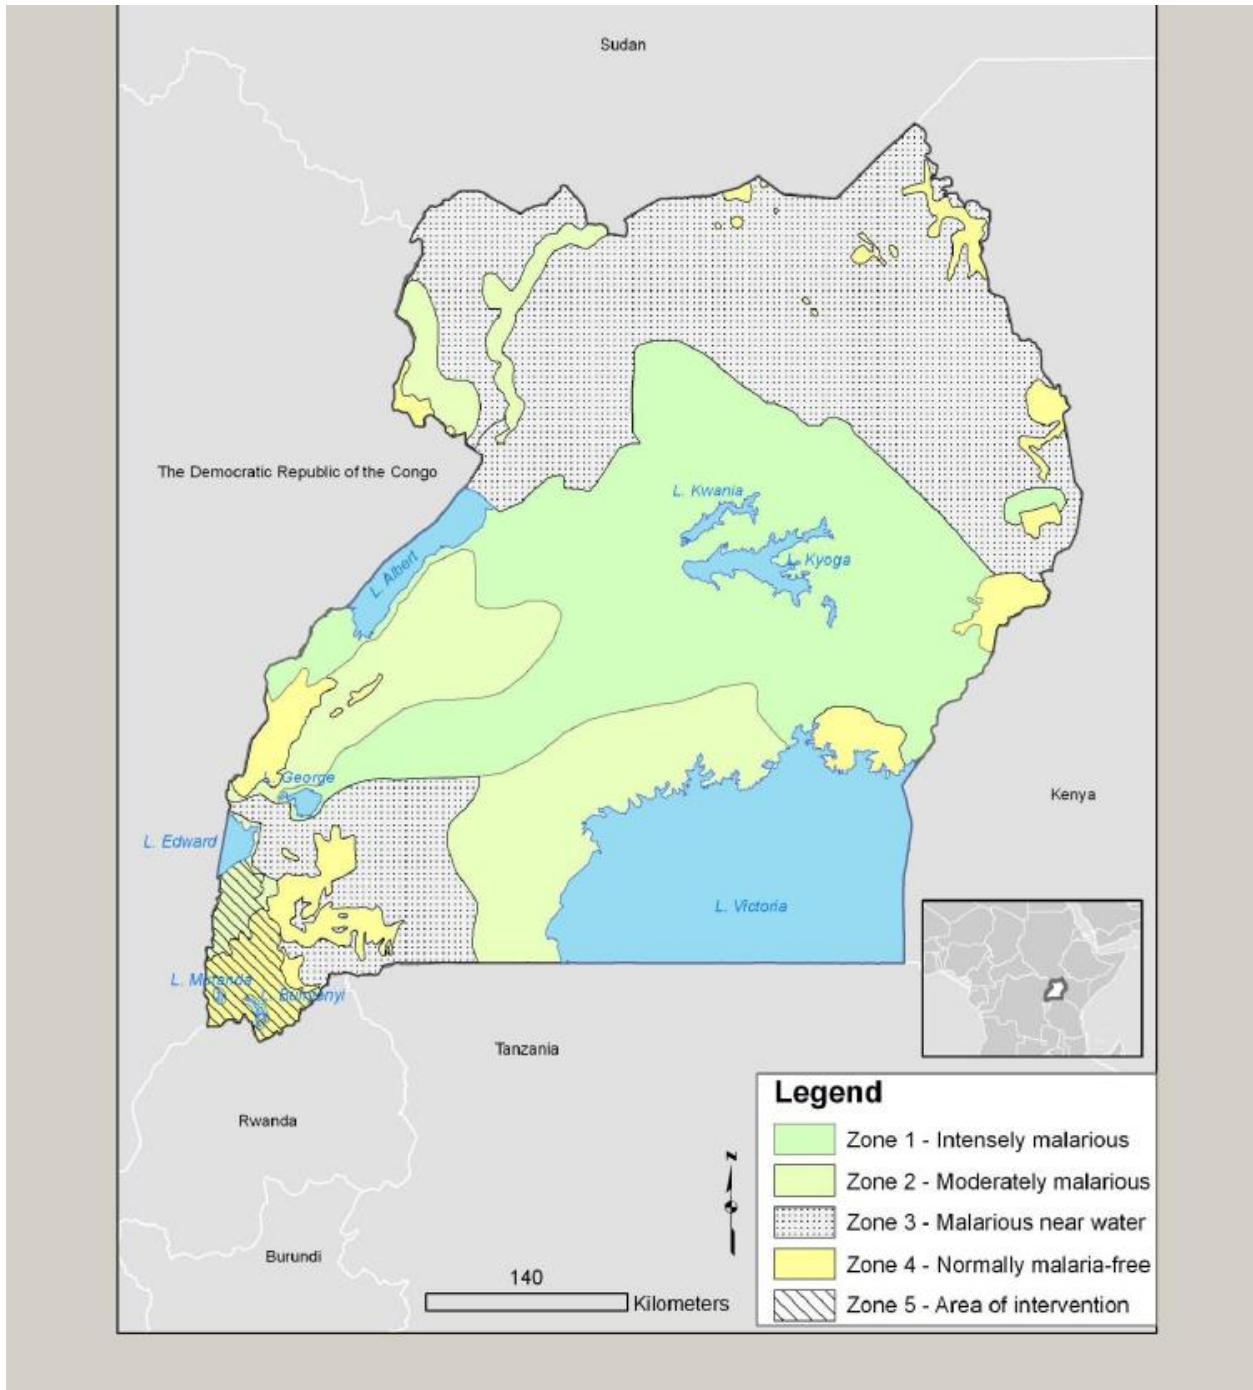 Sudan
The Democratic Republic of the Congo
L. Kwania
L. Kyoga
L. Albert
L. George
Kenya
L. Edward
L. Victoria
L. Mutanda
L. Bunyonyi
Tanzania
Rwanda
Burundi
N
140
Kilometers
Legend
Zone 1 - Intensely malarious
Zone 2 - Moderately malarious
Zone 3 - Malarious near water
Zone 4 - Normally malaria-free
Zone 5 - Area of intervention